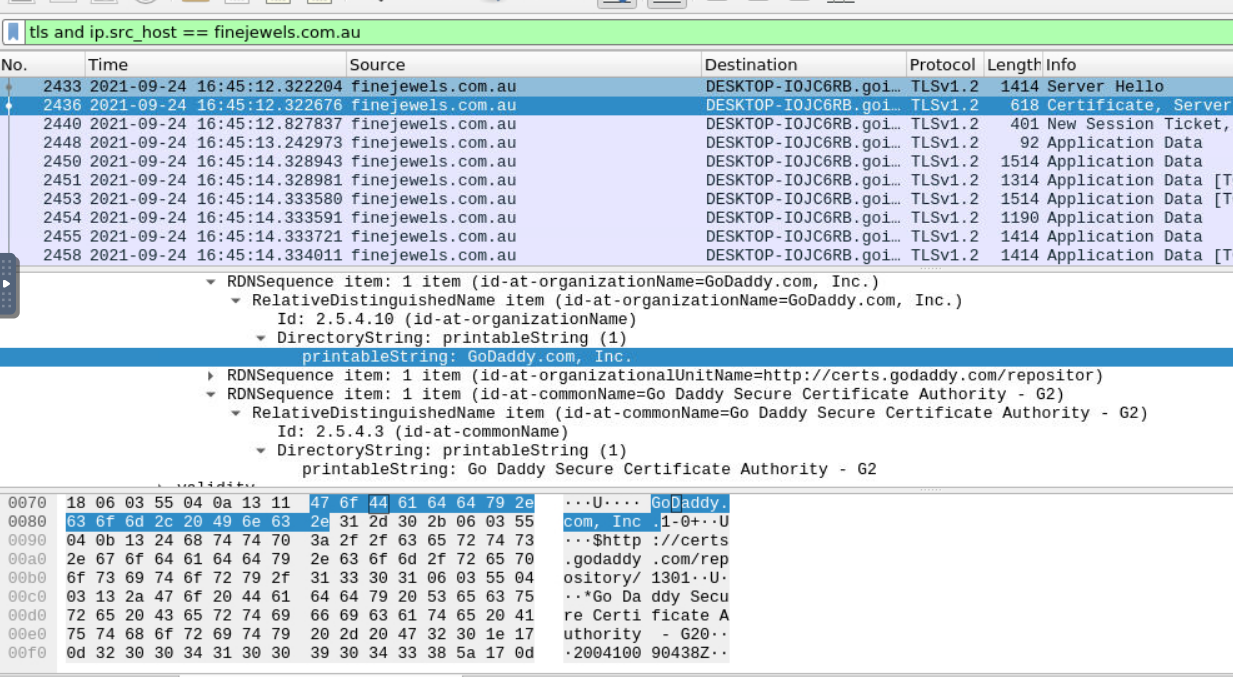 tls and ip.src_host == finejewels.com.au
No. Time Source Destination Protocol Length Info
2433 2021-09-24 16:45:12.322204 finejewels.com.au DESKTOP-IOJC6RB.goi… TLSv1.2 1414 Server Hello
2436 2021-09-24 16:45:12.322676 finejewels.com.au DESKTOP-IOJC6RB.goi… TLSv1.2 618 Certificate, Server
2440 2021-09-24 16:45:12.827837 finejewels.com.au DESKTOP-IOJC6RB.goi… TLSv1.2 401 New Session Ticket,
2448 2021-09-24 16:45:13.242973 finejewels.com.au DESKTOP-IOJC6RB.goi… TLSv1.2 92 Application Data
2450 2021-09-24 16:45:14.328943 finejewels.com.au DESKTOP-IOJC6RB.goi… TLSv1.2 1514 Application Data
2451 2021-09-24 16:45:14.328981 finejewels.com.au DESKTOP-IOJC6RB.goi… TLSv1.2 1314 Application Data [T
2453 2021-09-24 16:45:14.333580 finejewels.com.au DESKTOP-IOJC6RB.goi… TLSv1.2 1514 Application Data [T
2454 2021-09-24 16:45:14.333591 finejewels.com.au DESKTOP-IOJC6RB.goi… TLSv1.2 1190 Application Data
2455 2021-09-24 16:45:14.333721 finejewels.com.au DESKTOP-IOJC6RB.goi… TLSv1.2 1414 Application Data
2458 2021-09-24 16:45:14.334011 finejewels.com.au DESKTOP-IOJC6RB.goi… TLSv1.2 1414 Application Data [T
RDNSequence item: 1 item (id-at-organizationName=GoDaddy.com, Inc.)
RelativeDistinguishedName item (id-at-organizationName=GoDaddy.com, Inc.)
Id: 2.5.4.10 (id-at-organizationName)
DirectoryString: printableString (1)
printableString: GoDaddy.com, Inc.
RDNSequence item: 1 item (id-at-organizationalUnitName=http://certs.godaddy.com/repositor)
RDNSequence item: 1 item (id-at-commonName=Go Daddy Secure Certificate Authority - G2)
RelativeDistinguishedName item (id-at-commonName=Go Daddy Secure Certificate Authority - G2)
Id: 2.5.4.3 (id-at-commonName)
DirectoryString: printableString (1)
printableString: Go Daddy Secure Certificate Authority - G2
validity
0070 18 06 03 55 04 0a 13 11 47 6f 44 61 64 64 79 2e ···U···· GoDaddy.
0080 63 6f 6d 2c 20 49 6e 63 2e 31 2d 30 2b 06 03 55 com, Inc .1-0+··U
0090 04 0b 13 24 68 74 74 70 3a 2f 2f 63 65 72 74 73 ···$http ://certs
00a0 2e 67 6f 64 61 64 64 79 2e 63 6f 6d 2f 72 65 70 .godaddy .com/rep
00b0 6f 73 69 74 6f 72 79 2f 31 33 30 31 06 03 55 04 ository/ 1301··U·
00c0 03 13 2a 47 6f 20 44 61 64 64 79 20 53 65 63 75 ··*Go Da ddy Secu
00d0 72 65 20 43 65 72 74 69 66 69 63 61 74 65 20 41 re Certi ficate A
00e0 75 74 68 6f 72 69 74 79 20 2d 20 47 32 30 1e 17 uthority - G20··
00f0 0d 32 30 30 34 31 30 30 39 30 34 33 38 5a 17 0d ·2004100 90438Z··